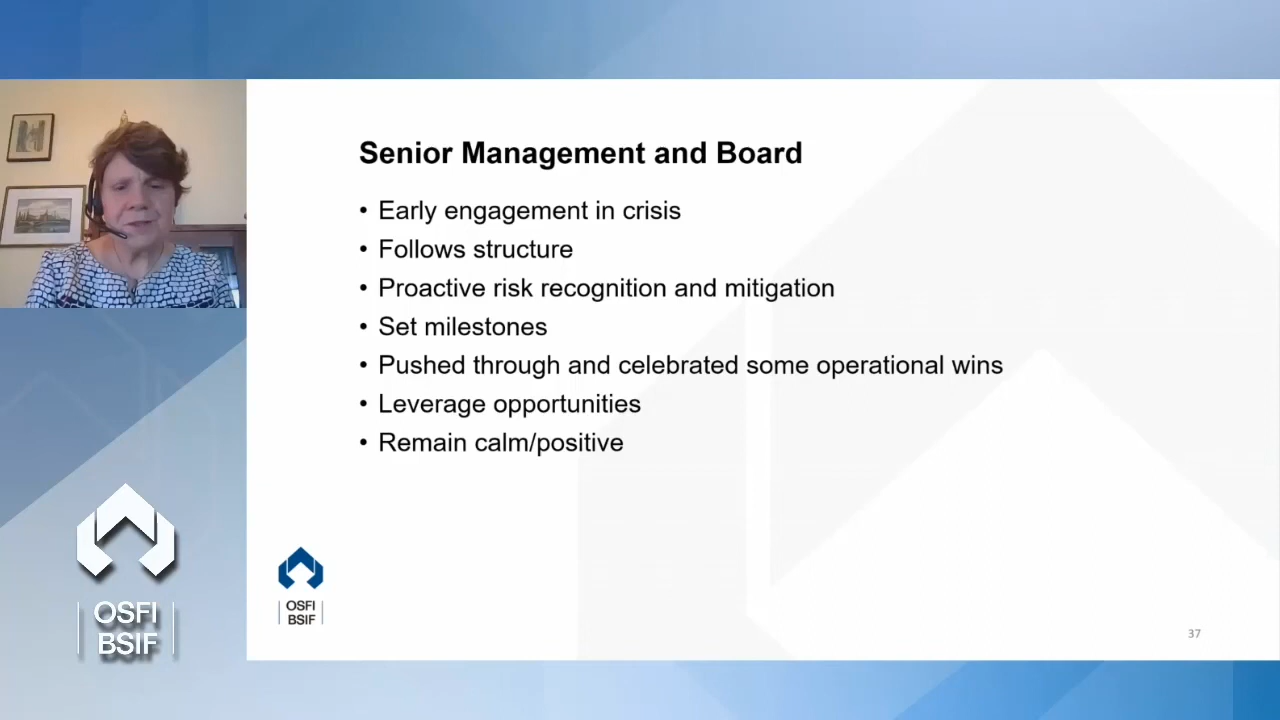 Senior Management and Board
• Early engagement in crisis
• Follows structure
• Proactive risk recognition and mitigation
• Set milestones
• Pushed through and celebrated some operational wins
• Leverage opportunities
• Remain calm/positive
OSFI
BSIF
OSFI
BSIF
37